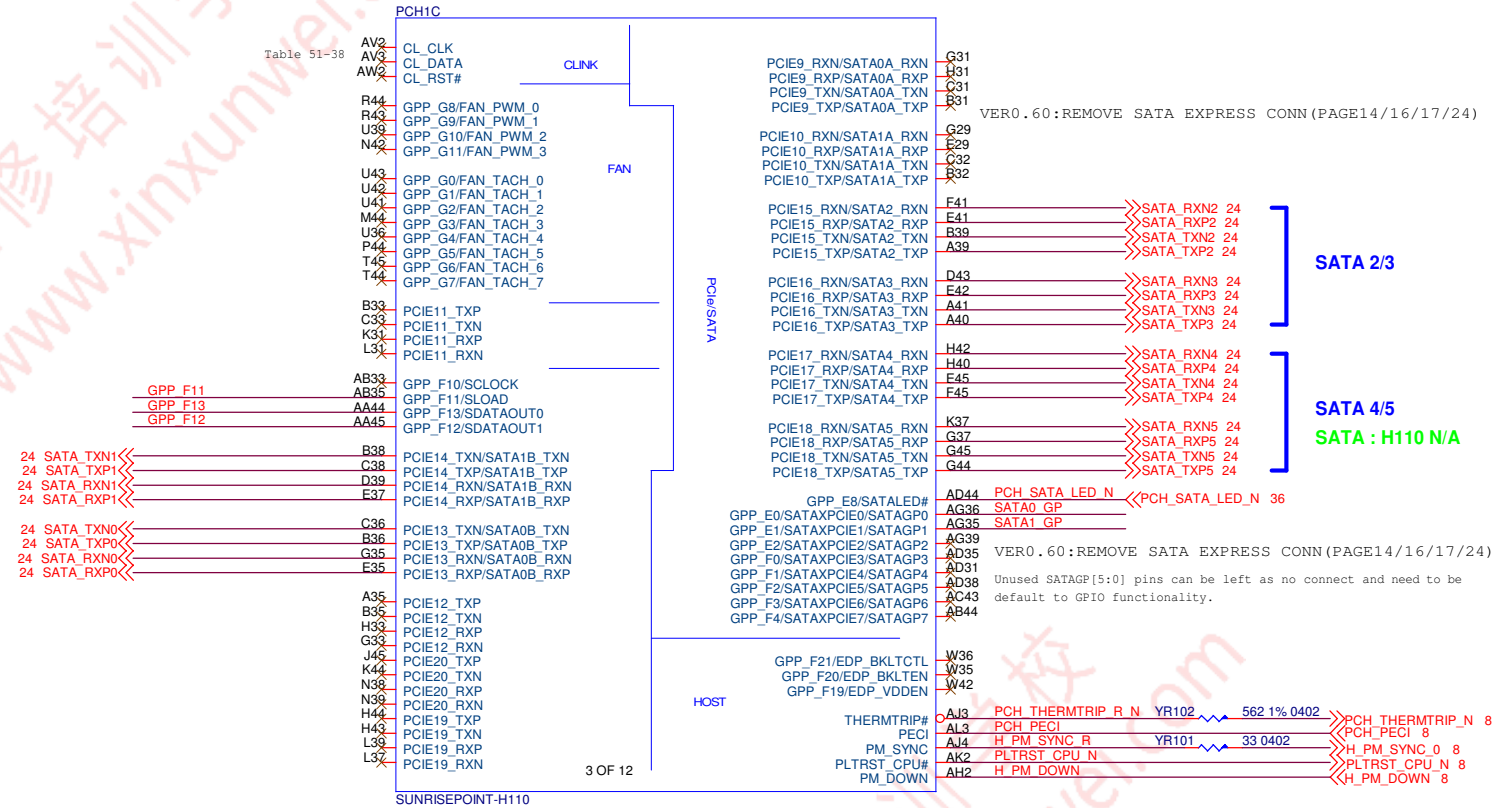 PCH1C
Table 51-38
AV2 CL_CLK
AV3 CL_DATA
AW2 CL_RST#
CLINK
R44 GPP_G8/FAN_PWM_0
R43 GPP_G9/FAN_PWM_1
U39 GPP_G10/FAN_PWM_2
N42 GPP_G11/FAN_PWM_3
FAN
U43 GPP_G0/FAN_TACH_0
U42 GPP_G1/FAN_TACH_1
U41 GPP_G2/FAN_TACH_2
M44 GPP_G3/FAN_TACH_3
U36 GPP_G4/FAN_TACH_4
P44 GPP_G5/FAN_TACH_5
T45 GPP_G6/FAN_TACH_6
T44 GPP_G7/FAN_TACH_7
B33 PCIE11_TXP
C33 PCIE11_TXN
K31 PCIE11_RXP
L31 PCIE11_RXN
AB33 GPP_F10/SCLOCK
GPP_F11 AB35 GPP_F11/SLOAD
GPP_F13 AA44 GPP_F13/SDATAOUT0
GPP_F12 AA45 GPP_F12/SDATAOUT1
24 SATA_TXN1 B38 PCIE14_TXN/SATA1B_TXN
24 SATA_TXP1 C38 PCIE14_TXP/SATA1B_TXP
24 SATA_RXN1 D39 PCIE14_RXN/SATA1B_RXN
24 SATA_RXP1 E37 PCIE14_RXP/SATA1B_RXP
24 SATA_TXN0 C36 PCIE13_TXN/SATA0B_TXN
24 SATA_TXP0 B36 PCIE13_TXP/SATA0B_TXP
24 SATA_RXN0 G35 PCIE13_RXN/SATA0B_RXN
24 SATA_RXP0 E35 PCIE13_RXP/SATA0B_RXP
A35 PCIE12_TXP
B35 PCIE12_TXN
H33 PCIE12_RXP
G33 PCIE12_RXN
J45 PCIE20_TXP
K44 PCIE20_TXN
N38 PCIE20_RXP
N39 PCIE20_RXN
H44 PCIE19_TXP
H43 PCIE19_TXN
L39 PCIE19_RXP
L37 PCIE19_RXN
PCIe/SATA
HOST
3 OF 12
SUNRISEPOINT-H110
PCIE9_RXN/SATA0A_RXN G31
PCIE9_RXP/SATA0A_RXP H31
PCIE9_TXN/SATA0A_TXN C31
PCIE9_TXP/SATA0A_TXP B31
VER0.60:REMOVE SATA EXPRESS CONN(PAGE14/16/17/24)
PCIE10_RXN/SATA1A_RXN G29
PCIE10_RXP/SATA1A_RXP E29
PCIE10_TXN/SATA1A_TXN C32
PCIE10_TXP/SATA1A_TXP B32
PCIE15_RXN/SATA2_RXN F41 SATA_RXN2 24
PCIE15_RXP/SATA2_RXP E41 SATA_RXP2 24
PCIE15_TXN/SATA2_TXN B39 SATA_TXN2 24
PCIE15_TXP/SATA2_TXP A39 SATA_TXP2 24
SATA 2/3
PCIE16_RXN/SATA3_RXN D43 SATA_RXN3 24
PCIE16_RXP/SATA3_RXP E42 SATA_RXP3 24
PCIE16_TXN/SATA3_TXN A41 SATA_TXN3 24
PCIE16_TXP/SATA3_TXP A40 SATA_TXP3 24
PCIE17_RXN/SATA4_RXN H42 SATA_RXN4 24
PCIE17_RXP/SATA4_RXP H40 SATA_RXP4 24
PCIE17_TXN/SATA4_TXN E45 SATA_TXN4 24
PCIE17_TXP/SATA4_TXP F45 SATA_TXP4 24
SATA 4/5
SATA : H110 N/A
PCIE18_RXN/SATA5_RXN K37 SATA_RXN5 24
PCIE18_RXP/SATA5_RXP G37 SATA_RXP5 24
PCIE18_TXN/SATA5_TXN G45 SATA_TXN5 24
PCIE18_TXP/SATA5_TXP G44 SATA_TXP5 24
GPP_E8/SATALED# AD44 PCH_SATA_LED_N PCH_SATA_LED_N 36
GPP_E0/SATAXPCIE0/SATAGP0 AG36 SATA0_GP
GPP_E1/SATAXPCIE1/SATAGP1 AG35 SATA1_GP
GPP_E2/SATAXPCIE2/SATAGP2 AG39
GPP_F0/SATAXPCIE3/SATAGP3 AD35
GPP_F1/SATAXPCIE4/SATAGP4 AD31
GPP_F2/SATAXPCIE5/SATAGP5 AD38
GPP_F3/SATAXPCIE6/SATAGP6 AC43
GPP_F4/SATAXPCIE7/SATAGP7 AB44
VER0.60:REMOVE SATA EXPRESS CONN(PAGE14/16/17/24)
Unused SATAGP[5:0] pins can be left as no connect and need to be
default to GPIO functionality.
GPP_F21/EDP_BKLTCTL W36
GPP_F20/EDP_BKLTEN W35
GPP_F19/EDP_VDDEN W42
THERMTRIP# AJ3 PCH_THERMTRIP_R_N YR102 562 1% 0402 PCH_THERMTRIP_N 8
PECI AL3 PCH_PECI PCH_PECI 8
PM_SYNC AJ4 H_PM_SYNC_R YR101 33 0402 H_PM_SYNC_0 8
PLTRST_CPU# AK2 PLTRST_CPU_N PLTRST_CPU_N 8
PM_DOWN AH2 H_PM_DOWN H_PM_DOWN 8